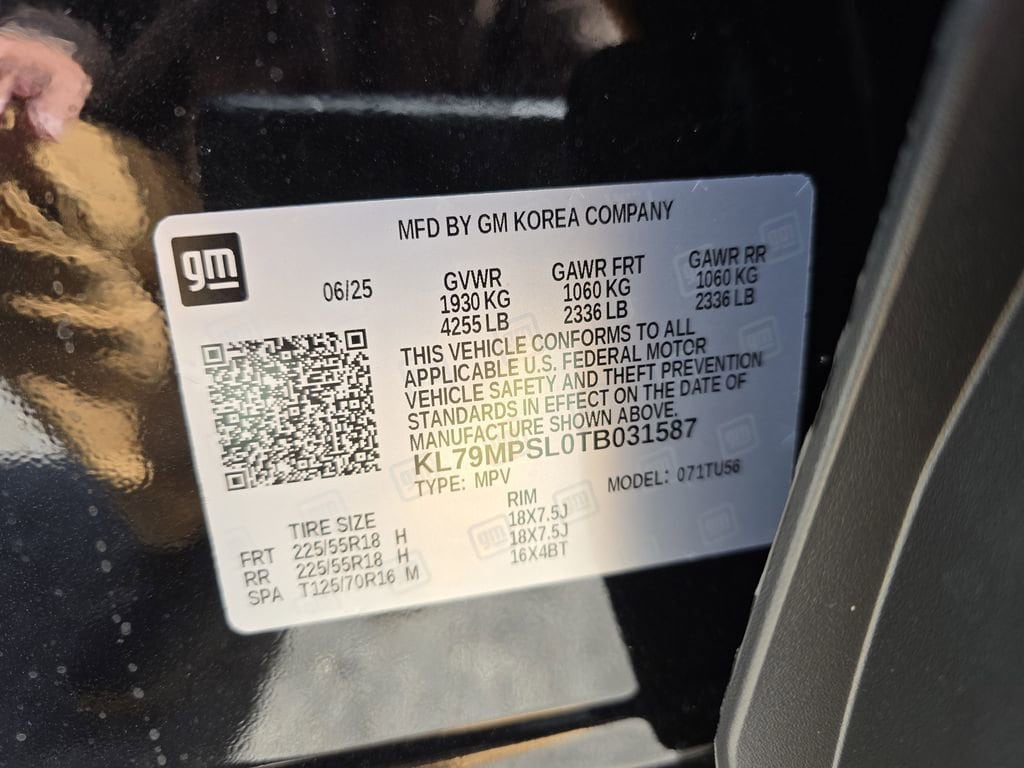 MFD BY GM KOREA COMPANY
gm
06/25
GVWR
1930 KG
4255 LB
GAWR FRT
1060 KG
2336 LB
GAWR RR
1060 KG
2336 LB
THIS VEHICLE CONFORMS TO ALL
APPLICABLE U.S. FEDERAL MOTOR
VEHICLE SAFETY AND THEFT PREVENTION
STANDARDS IN EFFECT ON THE DATE OF
MANUFACTURE SHOWN ABOVE.
KL79MPSL0TB031587
TYPE: MPV
MODEL: 071TU56
TIRE SIZE
RIM
FRT 225/55R18 H 18X7.5J
RR 225/55R18 H 18X7.5J
SPA T125/70R16 M 16X4BT